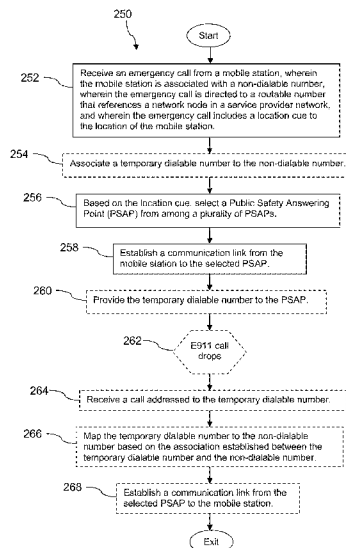 250
Start
252
Receive an emergency call from a mobile station, wherein
the mobile station is associated with a non-dialable number,
wherein the emergency call is directed to a routable number
that references a network node in a service provider network,
and wherein the emergency call includes a location cue to
the location of the mobile station.
254
Associate a temporary dialable number to the non-dialable number.
256
Based on the location cue, select a Public Safety Answering
Point (PSAP) from among a plurality of PSAPs.
258
Establish a communication link from the
mobile station to the selected PSAP.
260
Provide the temporary dialable number to the PSAP.
262
E911 call
drops
264
Receive a call addressed to the temporary dialable number.
266
Map the temporary dialable number to the non-dialable
number based on the association established between the
temporary dialable number and the non-dialable number.
268
Establish a communication link from the
selected PSAP to the mobile station.
Exit